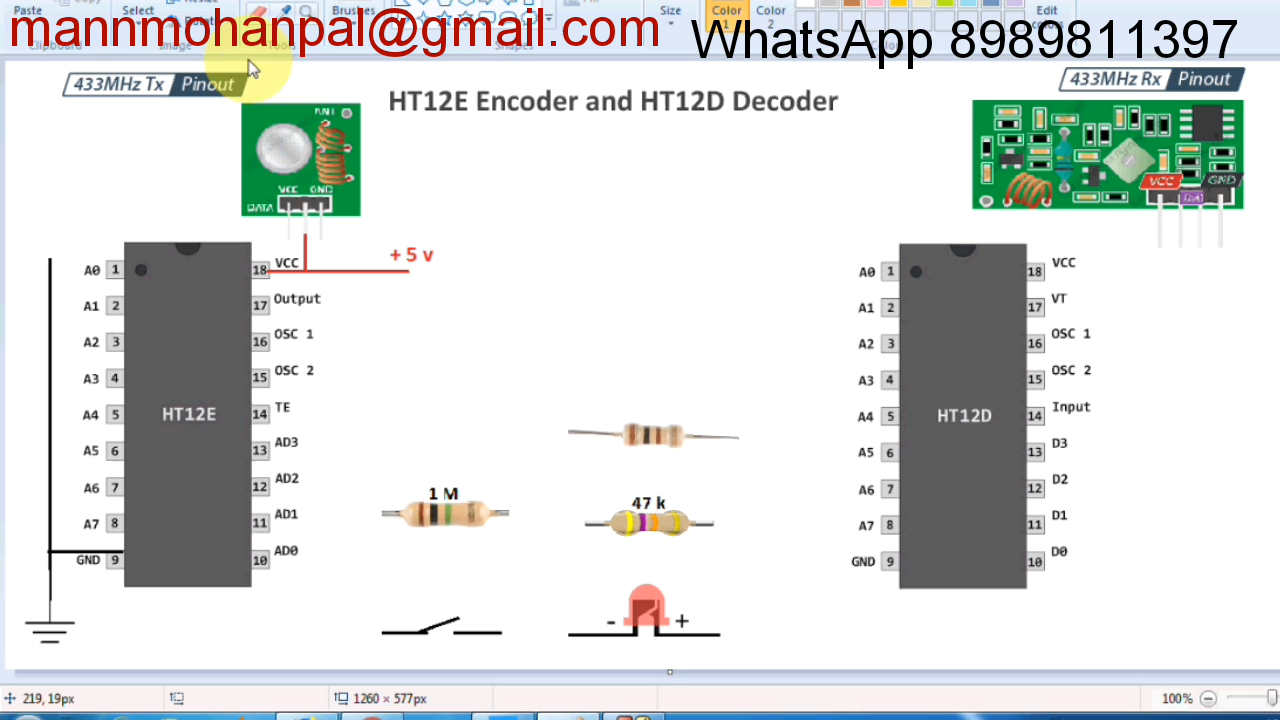 Paste
Select
Brushes
Size
Color
1
Color
2
Edit
mannmohanpal@gmail.com
WhatsApp 8989811397
433MHz Tx Pinout
HT12E Encoder and HT12D Decoder
433MHz Rx Pinout
ANT
VCC GND
DATA
VCC
GND
+ 5 v
A0 1
A1 2
A2 3
A3 4
A4 5
A5 6
A6 7
A7 8
GND 9
HT12E
18 VCC
17 Output
16 OSC 1
15 OSC 2
14 TE
13 AD3
12 AD2
11 AD1
10 AD0
1 M
47 k
- +
A0 1
A1 2
A2 3
A3 4
A4 5
A5 6
A6 7
A7 8
GND 9
HT12D
18 VCC
17 VT
16 OSC 1
15 OSC 2
14 Input
13 D3
12 D2
11 D1
10 D0
219, 19px
1260 × 577px
100%